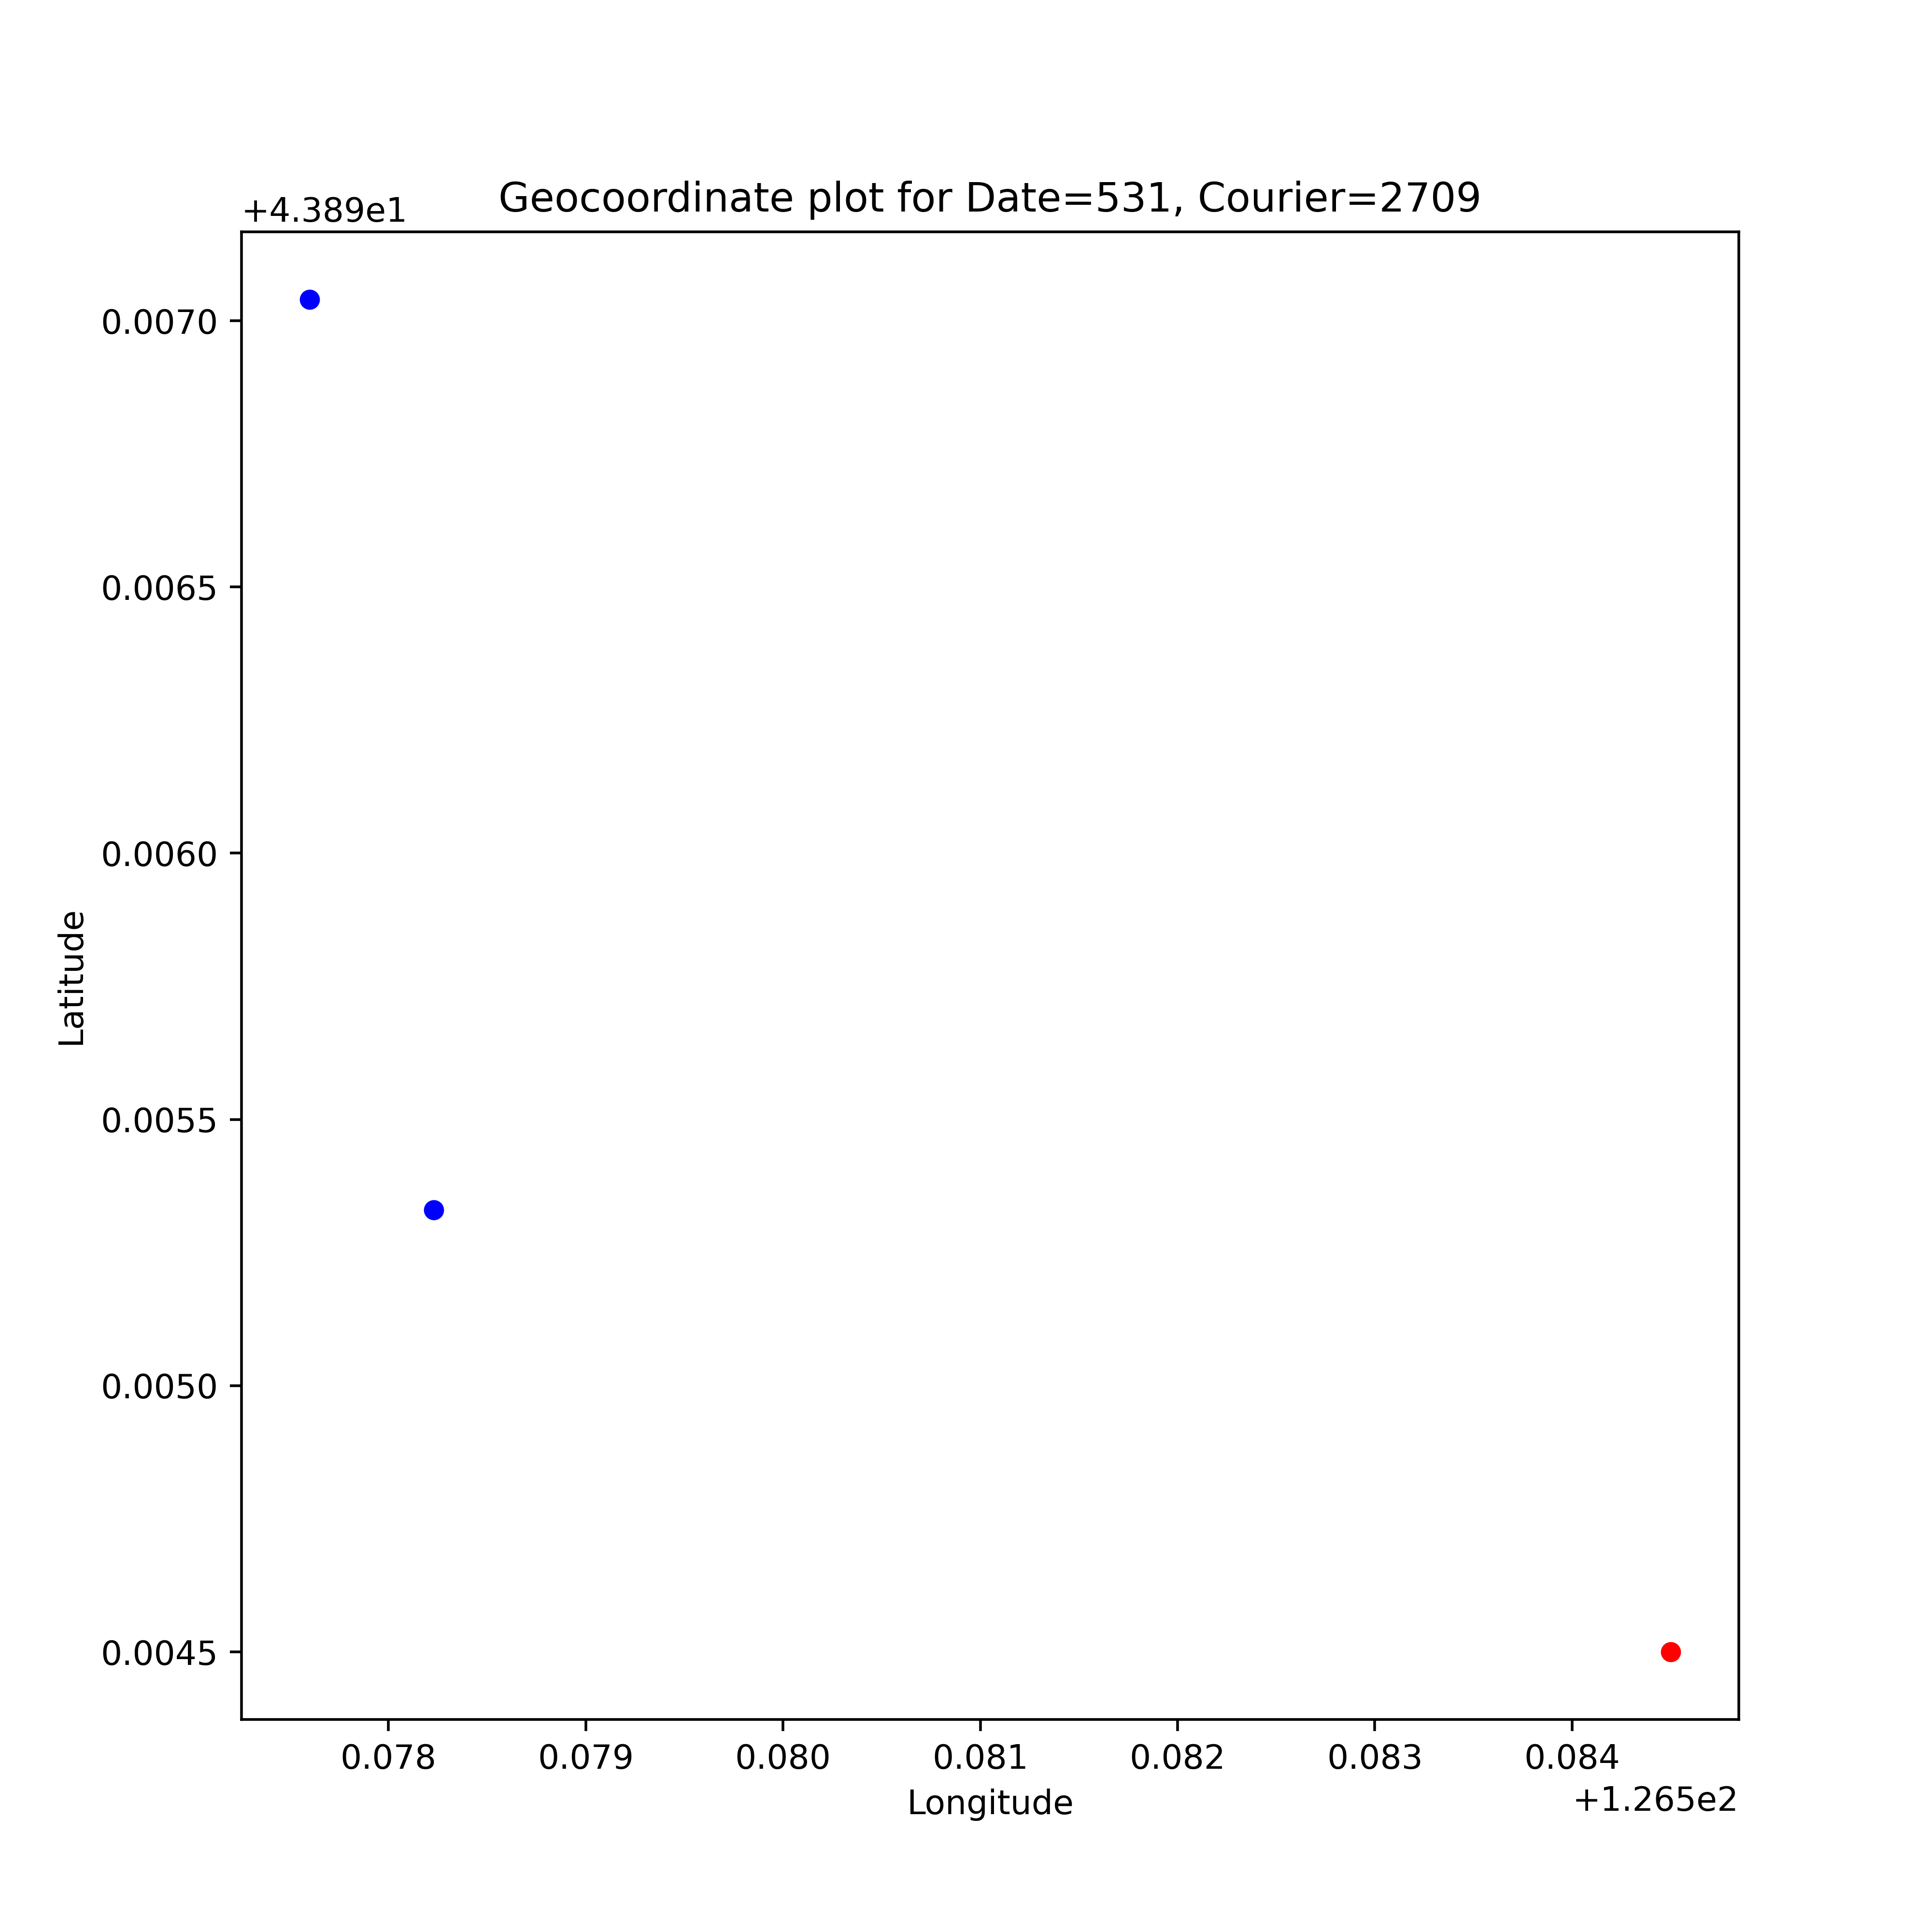 Geocoordinate plot for Date=531, Courier=2709
+4.389e1
0.0070
0.0065
0.0060
0.0055
0.0050
0.0045
Latitude
0.078 0.079 0.080 0.081 0.082 0.083 0.084
Longitude
+1.265e2